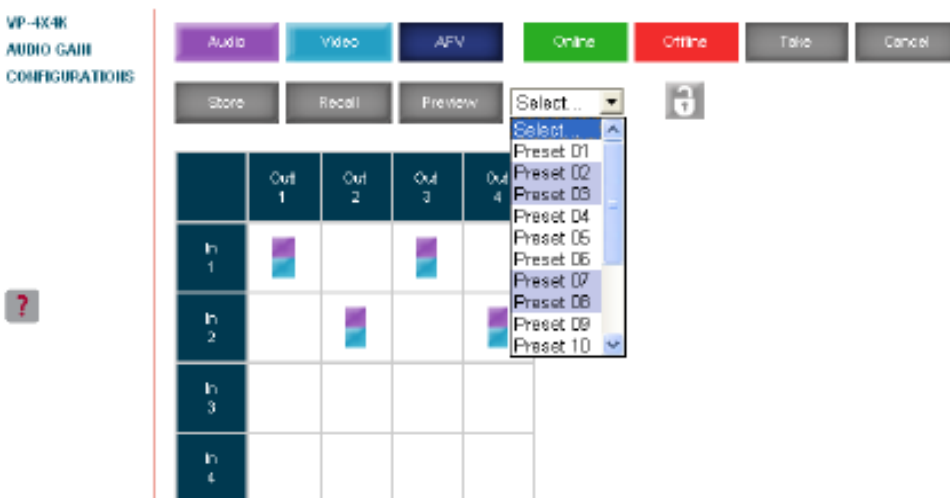 VP-4X4K
AUDIO GAIN
CONFIGURATIONS
Audio Video AFV Online Offline Take Cancel
Store Recall Preview Select...
Select...
Preset 01
Preset 02
Preset 03
Preset 04
Preset 05
Preset 06
Preset 07
Preset 08
Preset 09
Preset 10
Out 1
Out 2
Out 3
Out 4
In 1
In 2
In 3
In 4
?